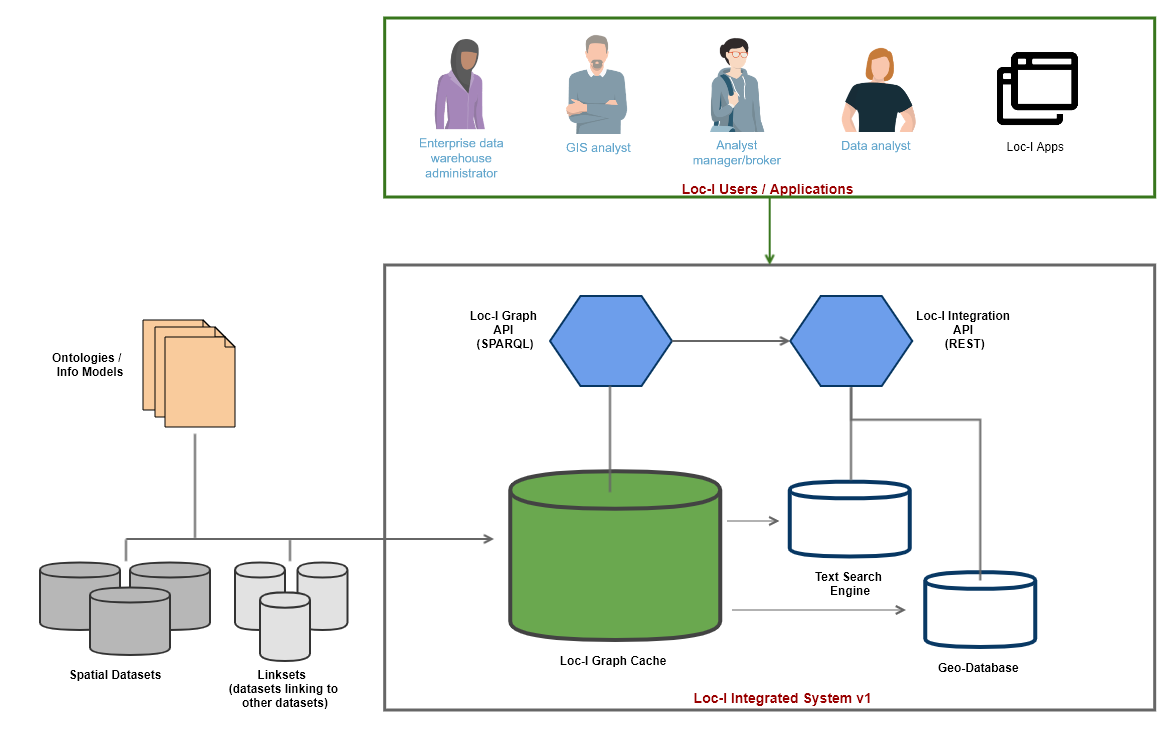 Enterprise data
warehouse
administrator
GIS analyst
Analyst
manager/broker
Data analyst
Loc-I Apps
Loc-I Users / Applications
Loc-I Graph
API
(SPARQL)
Loc-I Integration
API
(REST)
Ontologies /
Info Models
Text Search
Engine
Loc-I Graph Cache
Geo-Database
Spatial Datasets
Linksets
(datasets linking to
other datasets)
Loc-I Integrated System v1